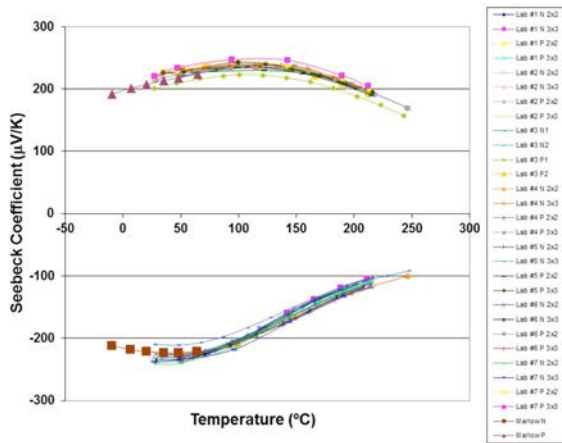 300
200
100
0
-100
-200
-300
-50
0
50
100
150
200
250
300
Seebeck Coefficient (µV/K)
Temperature (ºC)
Lab #1 N 2x2
Lab #1 N 3x3
Lab #1 P 2x2
Lab #1 P 3x3
Lab #2 N 2x2
Lab #2 N 3x3
Lab #2 P 2x2
Lab #2 P 3x3
Lab #3 N1
Lab #3 N2
Lab #3 P1
Lab #3 P2
Lab #4 N 2x2
Lab #4 N 3x3
Lab #4 P 2x2
Lab #4 P 3x3
Lab #5 N 2x2
Lab #5 N 3x3
Lab #5 P 2x2
Lab #5 P 3x3
Lab #6 N 2x2
Lab #6 N 3x3
Lab #6 P 2x2
Lab #6 P 3x3
Lab #7 N 2x2
Lab #7 N 3x3
Lab #7 P 2x2
Lab #7 P 3x3
Marlow N
Marlow P